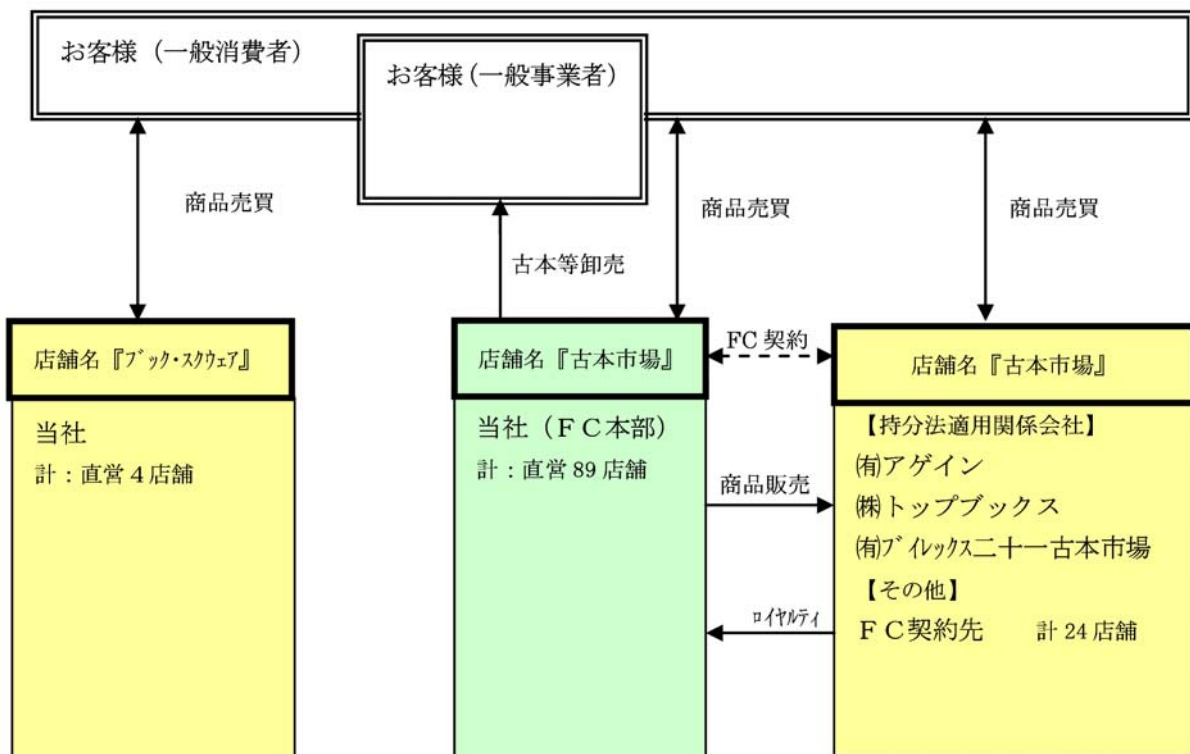 お客様（一般消費者）
お客様(一般事業者)
商品売買
商品売買
商品売買
古本等卸売
店舗名『ﾌﾞｯｸ･ｽｸｳｪｱ』
当社
計：直営４店舗
店舗名『古本市場』
当社（ＦＣ本部）
計：直営 89 店舗
FC 契約
商品販売
ﾛｲﾔﾙﾃｨ
店舗名『古本市場』
【持分法適用関係会社】
㈲アゲイン
㈱トップブックス
㈲ﾌﾞｲﾚｯｸｽ二十一古本市場
【その他】
ＦＣ契約先　計 24 店舗